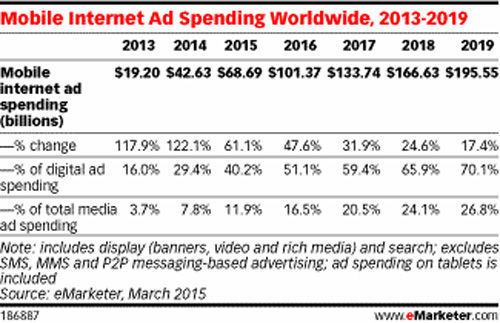 Mobile Internet Ad Spending Worldwide, 2013-2019
2013 2014 2015 2016 2017 2018 2019
Mobile $19.20 $42.63 $68.69 $101.37 $133.74 $166.63 $195.55
internet ad
spending
(billions)
—% change 117.9% 122.1% 61.1% 47.6% 31.9% 24.6% 17.4%
—% of digital ad 16.0% 29.4% 40.2% 51.1% 59.4% 65.9% 70.1%
spending
—% of total media 3.7% 7.8% 11.9% 16.5% 20.5% 24.1% 26.8%
ad spending
Note: includes display (banners, video and rich media) and search; excludes
SMS, MMS and P2P messaging-based advertising; ad spending on tablets is
included
Source: eMarketer, March 2015
186887 www.eMarketer.com